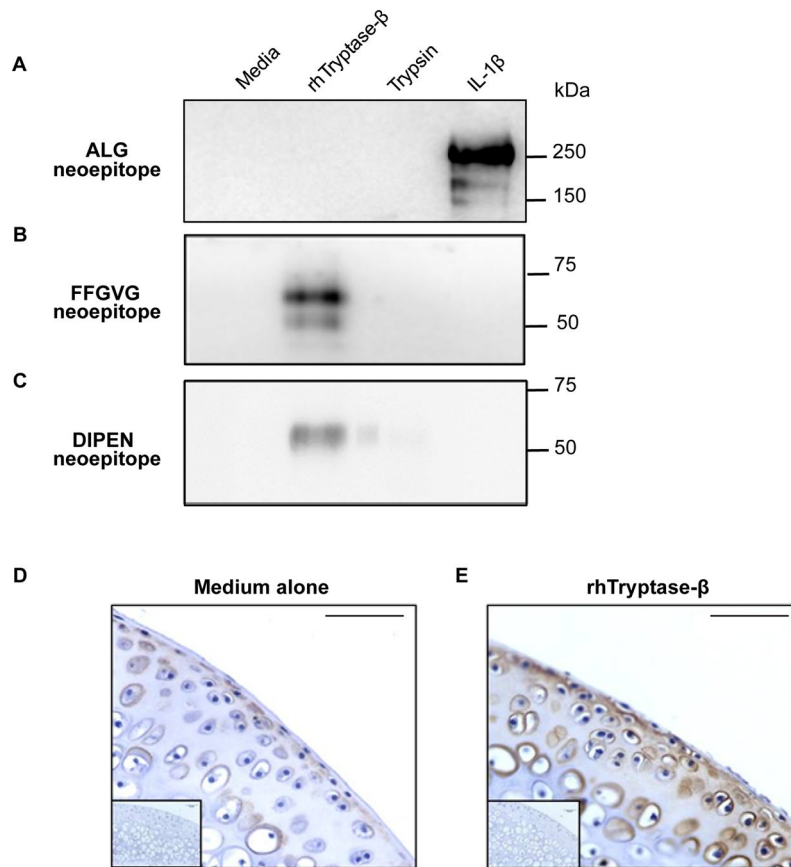 A
Media
rhTryptase-β
Trypsin
IL-1β
kDa
ALG
neoepitope
250
150
B
FFGVG
neoepitope
75
50
C
DIPEN
neoepitope
75
50
D
Medium alone
E
rhTryptase-β